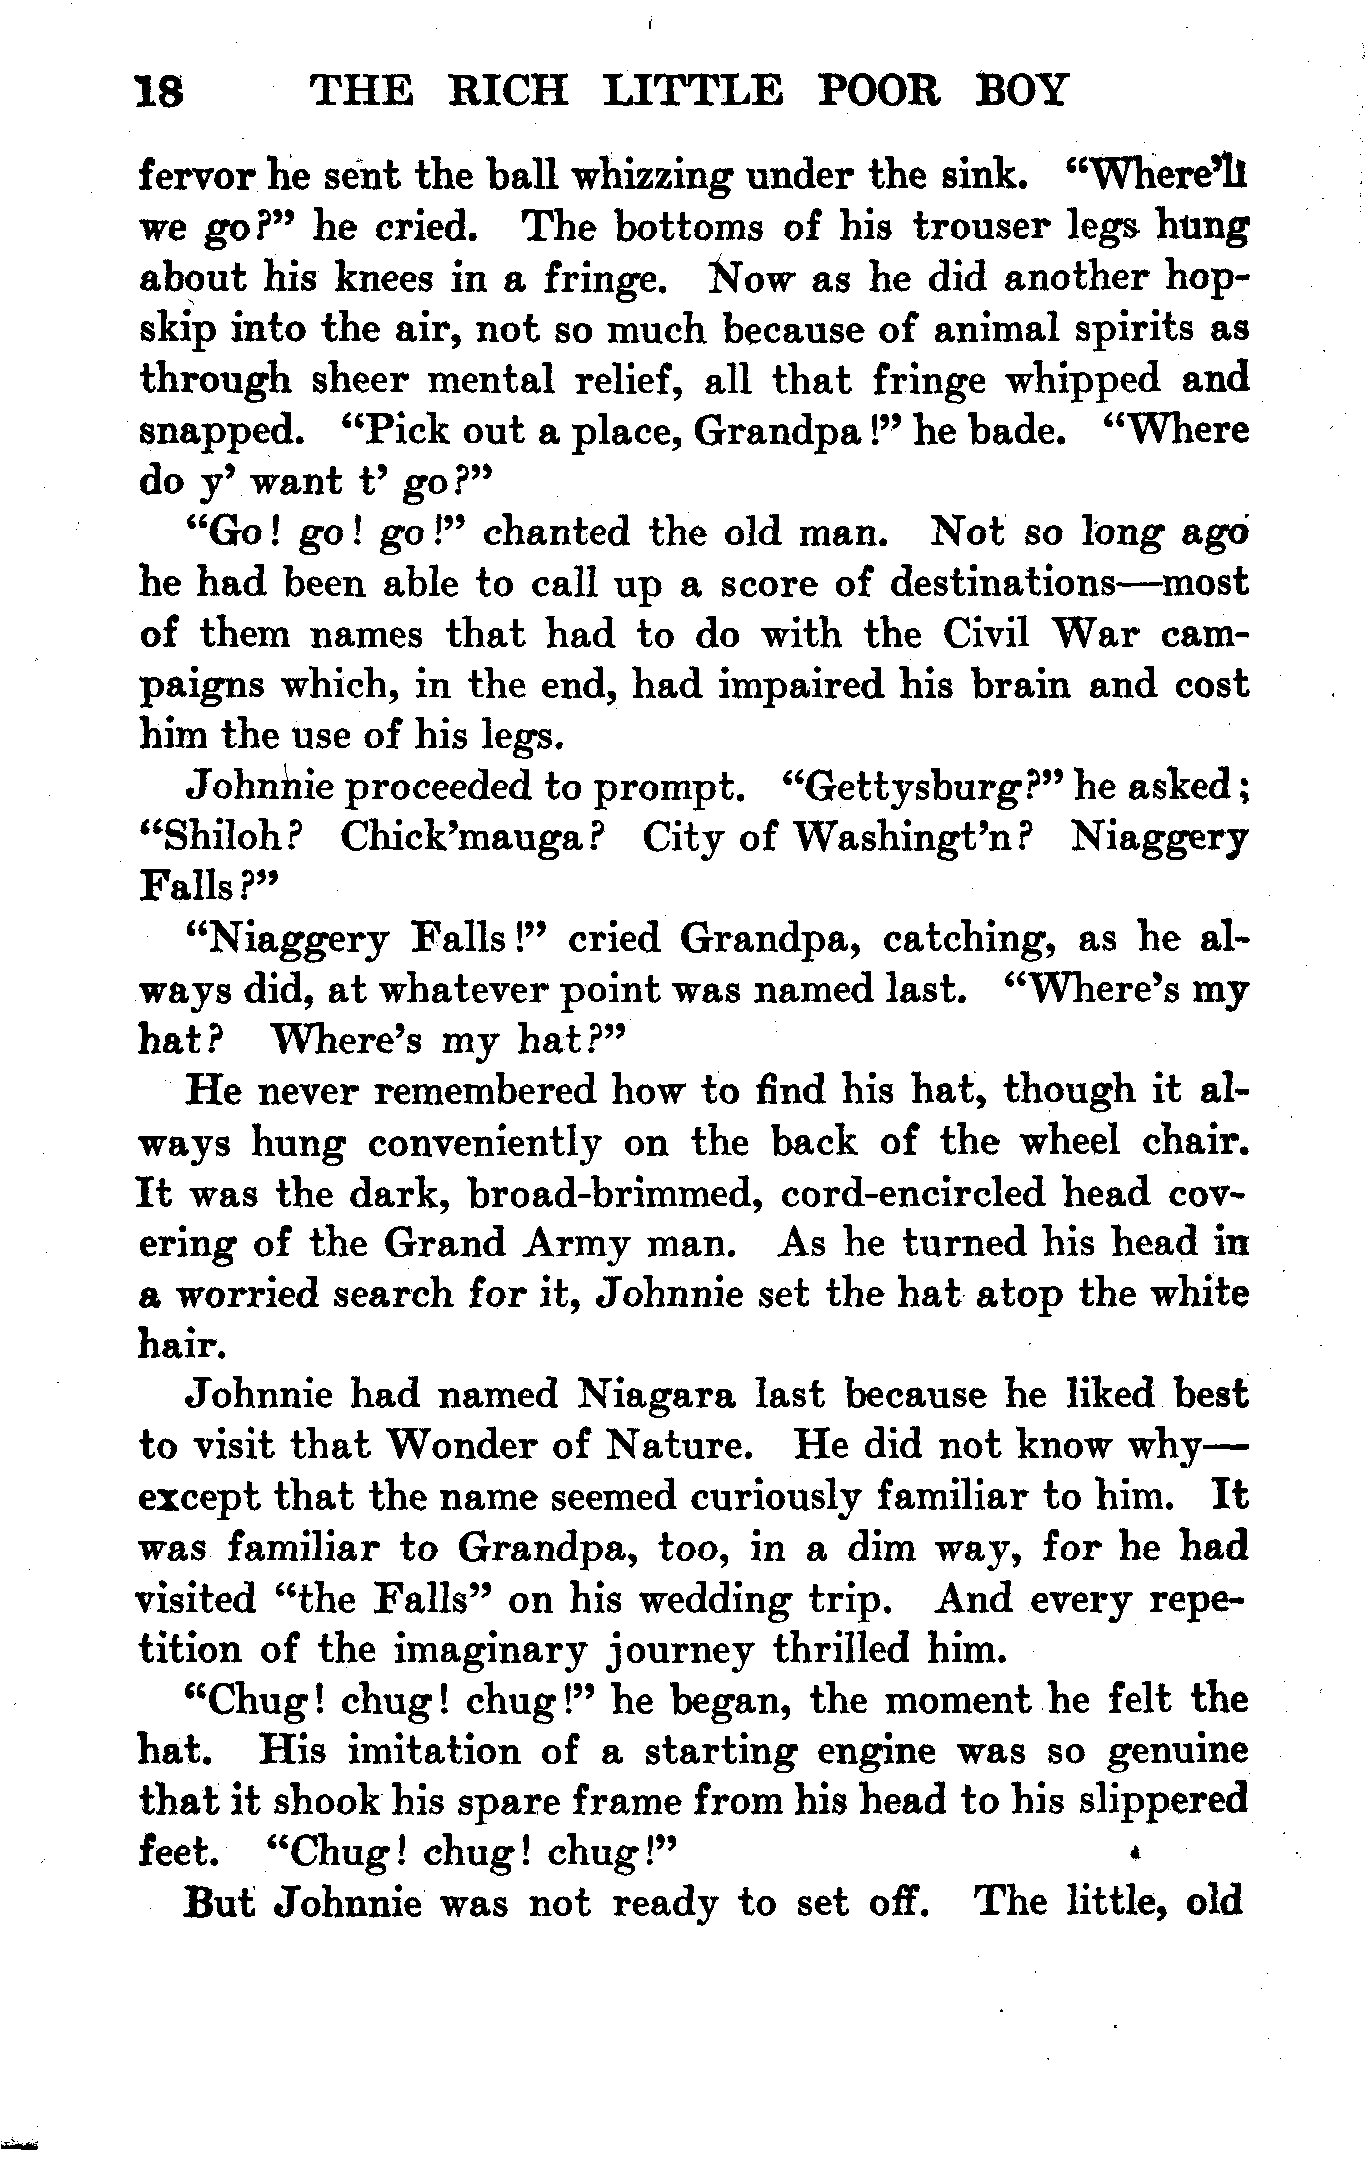 18 THE RICH LITTLE POOR BOY
fervor he sent the ball whizzing under the sink. “Where’ll
we go?” he cried. The bottoms of his trouser legs hung
about his knees in a fringe. Now as he did another hop-
skip into the air, not so much because of animal spirits as
through sheer mental relief, all that fringe whipped and
snapped. “Pick out a place, Grandpa!” he bade. “Where
do y’ want t’ go?”
“Go! go! go!” chanted the old man. Not so long ago
he had been able to call up a score of destinations—most
of them names that had to do with the Civil War cam-
paigns which, in the end, had impaired his brain and cost
him the use of his legs.
Johnnie proceeded to prompt. “Gettysburg?” he asked;
“Shiloh? Chick’mauga? City of Washingt’n? Niaggery
Falls?”
“Niaggery Falls!” cried Grandpa, catching, as he al-
ways did, at whatever point was named last. “Where’s my
hat? Where’s my hat?”
He never remembered how to find his hat, though it al-
ways hung conveniently on the back of the wheel chair.
It was the dark, broad-brimmed, cord-encircled head cov-
ering of the Grand Army man. As he turned his head in
a worried search for it, Johnnie set the hat atop the white
hair.
Johnnie had named Niagara last because he liked best
to visit that Wonder of Nature. He did not know why—
except that the name seemed curiously familiar to him. It
was familiar to Grandpa, too, in a dim way, for he had
visited “the Falls” on his wedding trip. And every repe-
tition of the imaginary journey thrilled him.
“Chug! chug! chug!” he began, the moment he felt the
hat. His imitation of a starting engine was so genuine
that it shook his spare frame from his head to his slippered
feet. “Chug! chug! chug!”
But Johnnie was not ready to set off. The little, old